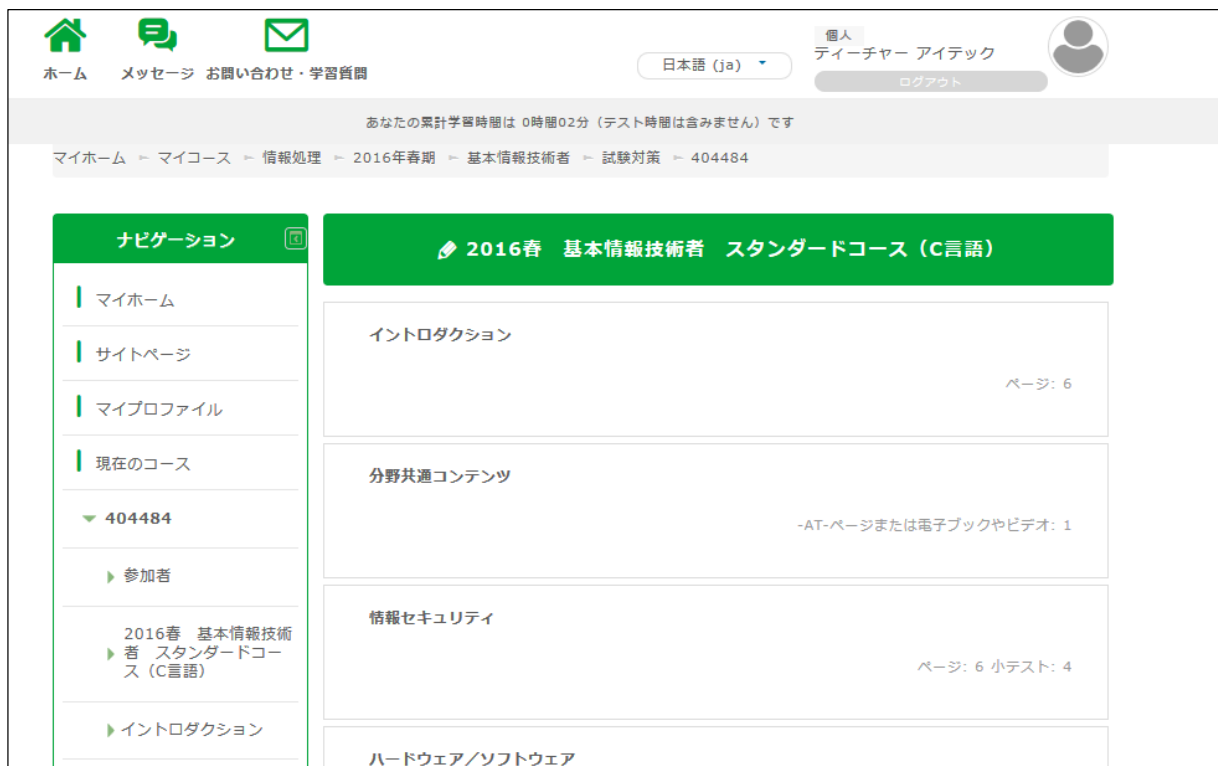 ホーム
メッセージ
お問い合わせ・学習質問
日本語 (ja)
個人
ティーチャー アイテック
ログアウト
あなたの累計学習時間は 0時間02分（テスト時間は含みません）です
マイホーム ► マイコース ► 情報処理 ► 2016年春期 ► 基本情報技術者 ► 試験対策 ► 404484
ナビゲーション
マイホーム
サイトページ
マイプロファイル
現在のコース
404484
参加者
2016春　基本情報技術
者　スタンダードコー
ス（C言語）
イントロダクション
2016春　基本情報技術者　スタンダードコース（C言語）
イントロダクション
ページ: 6
分野共通コンテンツ
-AT-ページまたは電子ブックやビデオ: 1
情報セキュリティ
ページ: 6 小テスト: 4
ハードウェア／ソフトウェア